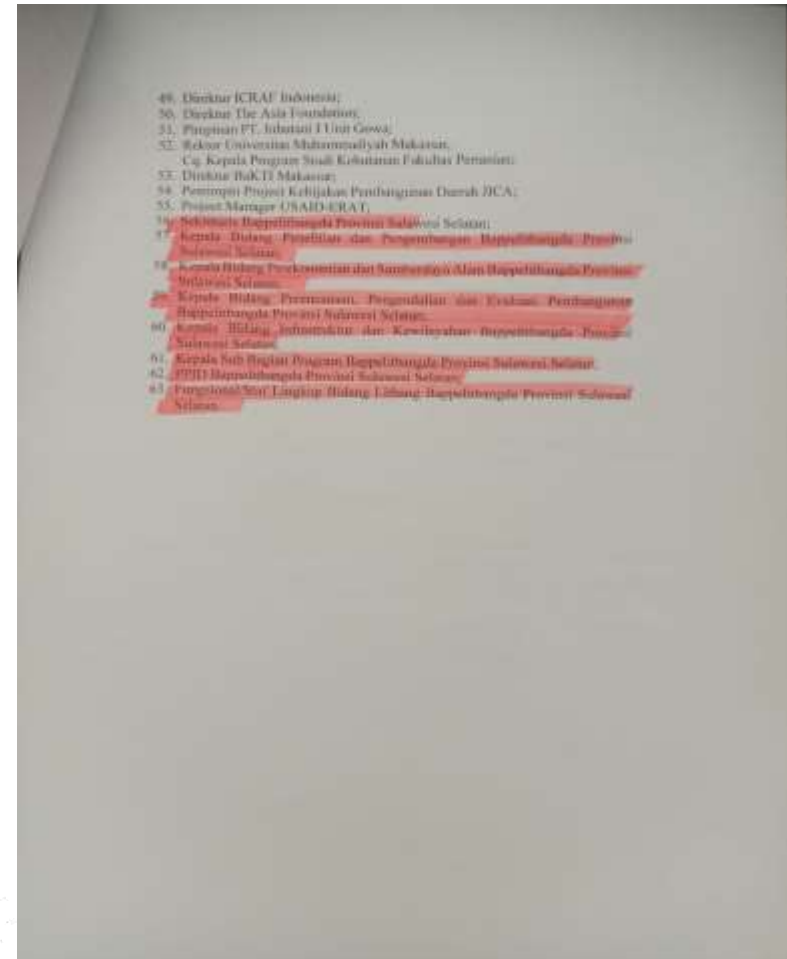 49. Direktur ICRAF Indonesia;
50. Direktur The Asia Foundation;
51. Pimpinan PT. Inhutani I Unit Gowa;
52. Rektor Universitas Muhammadiyah Makassar,
Cq. Kepala Program Studi Kehutanan Fakultas Pertanian;
53. Direktur BaKTI Makassar;
54. Pemimpin Project Kebijakan Pembangunan Daerah JICA;
55. Project Manager USAID-ERAT;
56. Sekretaris Bappelitbangda Provinsi Sulawesi Selatan;
57. Kepala Bidang Penelitian dan Pengembangan Bappelitbangda Provinsi
Sulawesi Selatan;
58. Kepala Bidang Perekonomian dan Sumberdaya Alam Bappelitbangda Provinsi
Sulawesi Selatan;
59. Kepala Bidang Perencanaan, Pengendalian dan Evaluasi Pembangunan
Bappelitbangda Provinsi Sulawesi Selatan;
60. Kepala Bidang Infrastruktur dan Kewilayahan Bappelitbangda Provinsi
Sulawesi Selatan
61. Kepala Sub Bagian Program Bappelitbangda Provinsi Sulawesi Selatan;
62. PPID Bappelitbangda Provinsi Sulawesi Selatan;
63. Fungsional/Staf Lingkup Bidang Litbang Bappelitbangda Provinsi Sulawesi
Selatan.